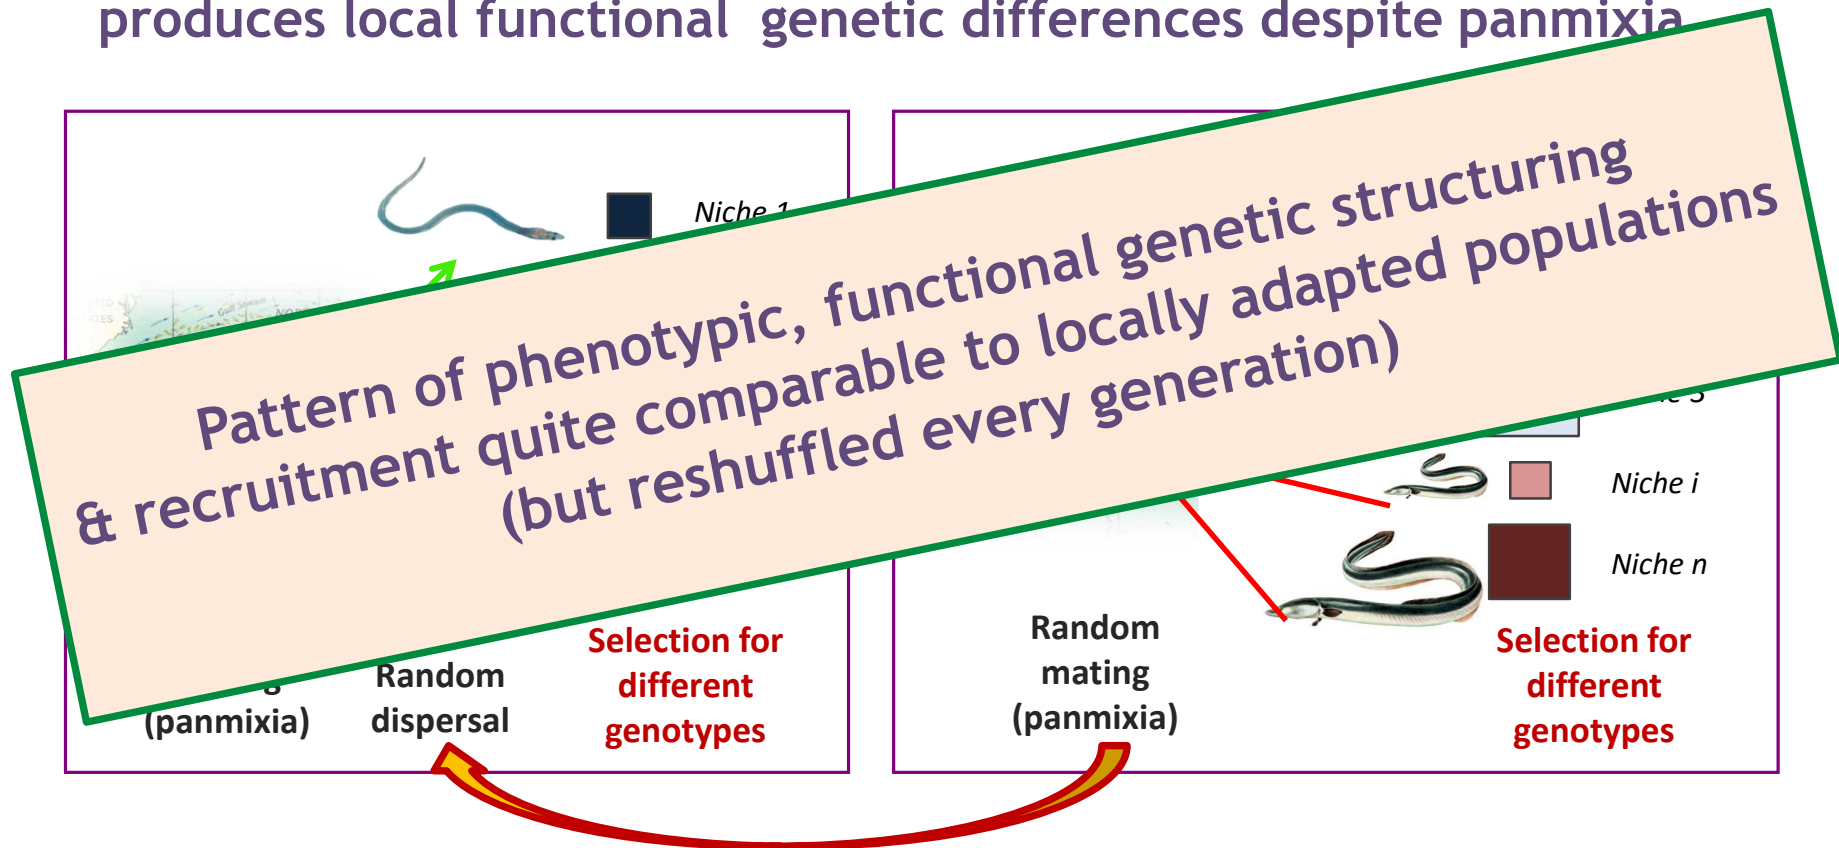 produces local functional genetic differences despite panmixia
Niche 1
Gulf Stream
Pattern of phenotypic, functional genetic structuring
& recruitment quite comparable to locally adapted populations
(but reshuffled every generation)
Niche i
Niche n
(panmixia)
Random
dispersal
Selection for
different
genotypes
Random
mating
(panmixia)
Selection for
different
genotypes